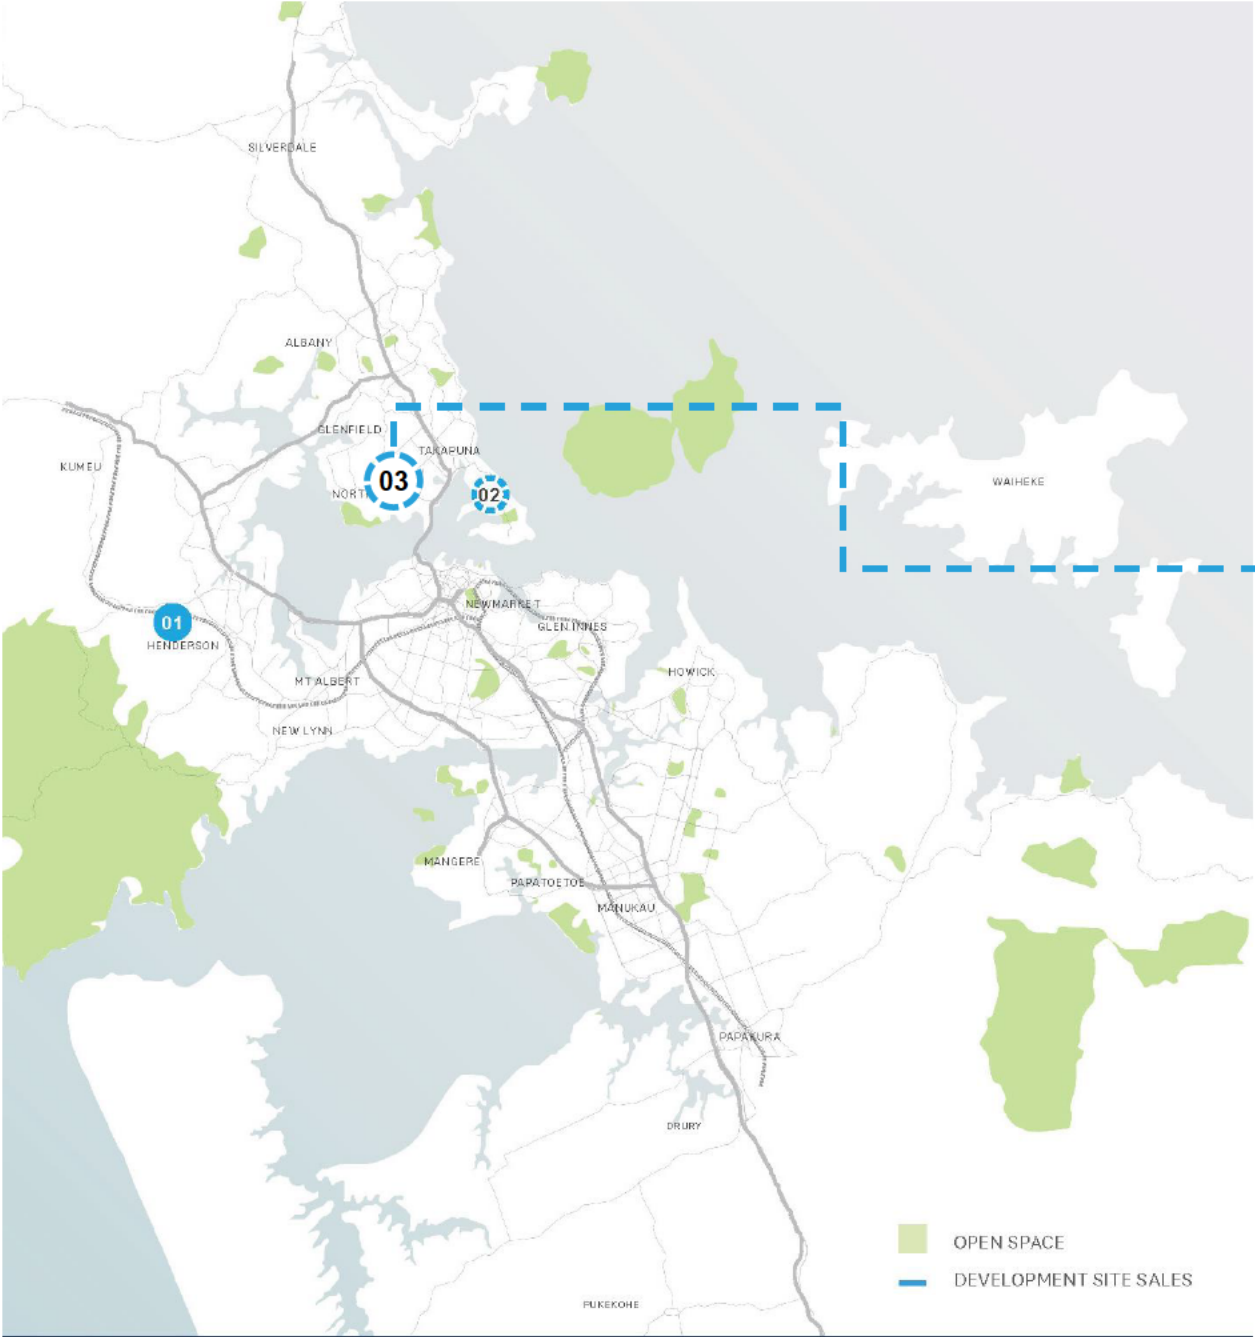 SILVERDALE
ALBANY
GLENFIELD
TAKAPUNA
KUMEU
03
NORT
02
WAIHEKE
NEWMARKET
01
GLEN INNES
HENDERSON
HOWICK
MT ALBERT
NEW LYNN
MANGERE
PAPATOETOE
MANUKAU
PAPAKURA
DRURY
OPEN SPACE
DEVELOPMENT SITE SALES
PUKEKOHE